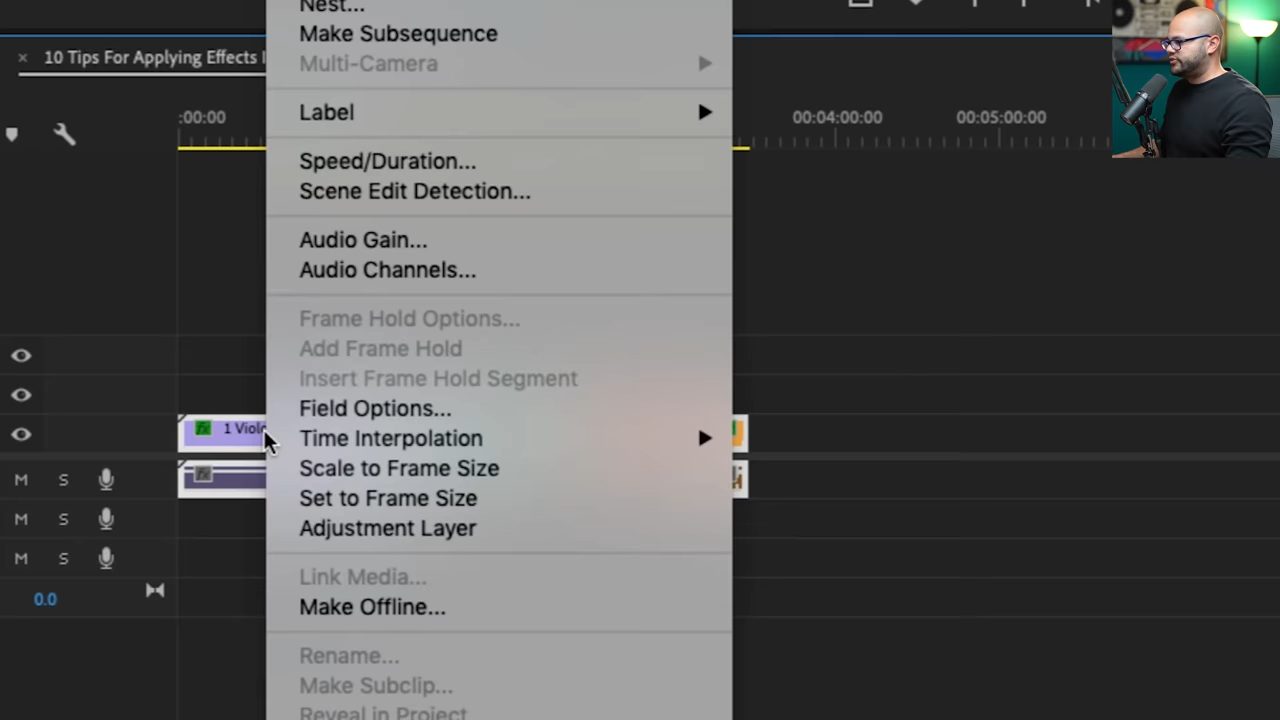 Nest...
Make Subsequence
× 10 Tips For Applying Effects
Multi-Camera
:00:00
Label
00:04:00:00
00:05:00:00
Speed/Duration...
Scene Edit Detection...
Audio Gain...
Audio Channels...
Frame Hold Options...
Add Frame Hold
Insert Frame Hold Segment
Field Options...
fx 1
Time Interpolation
Scale to Frame Size
M S fx
Set to Frame Size
M S
Adjustment Layer
M S
Link Media...
0.0
Make Offline...
Rename...
Make Subclip...
Reveal in Project